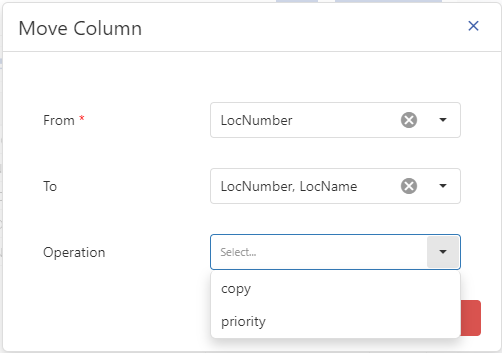 Move Column
From *
LocNumber
To
LocNumber, LocName
Operation
Select...
copy
priority